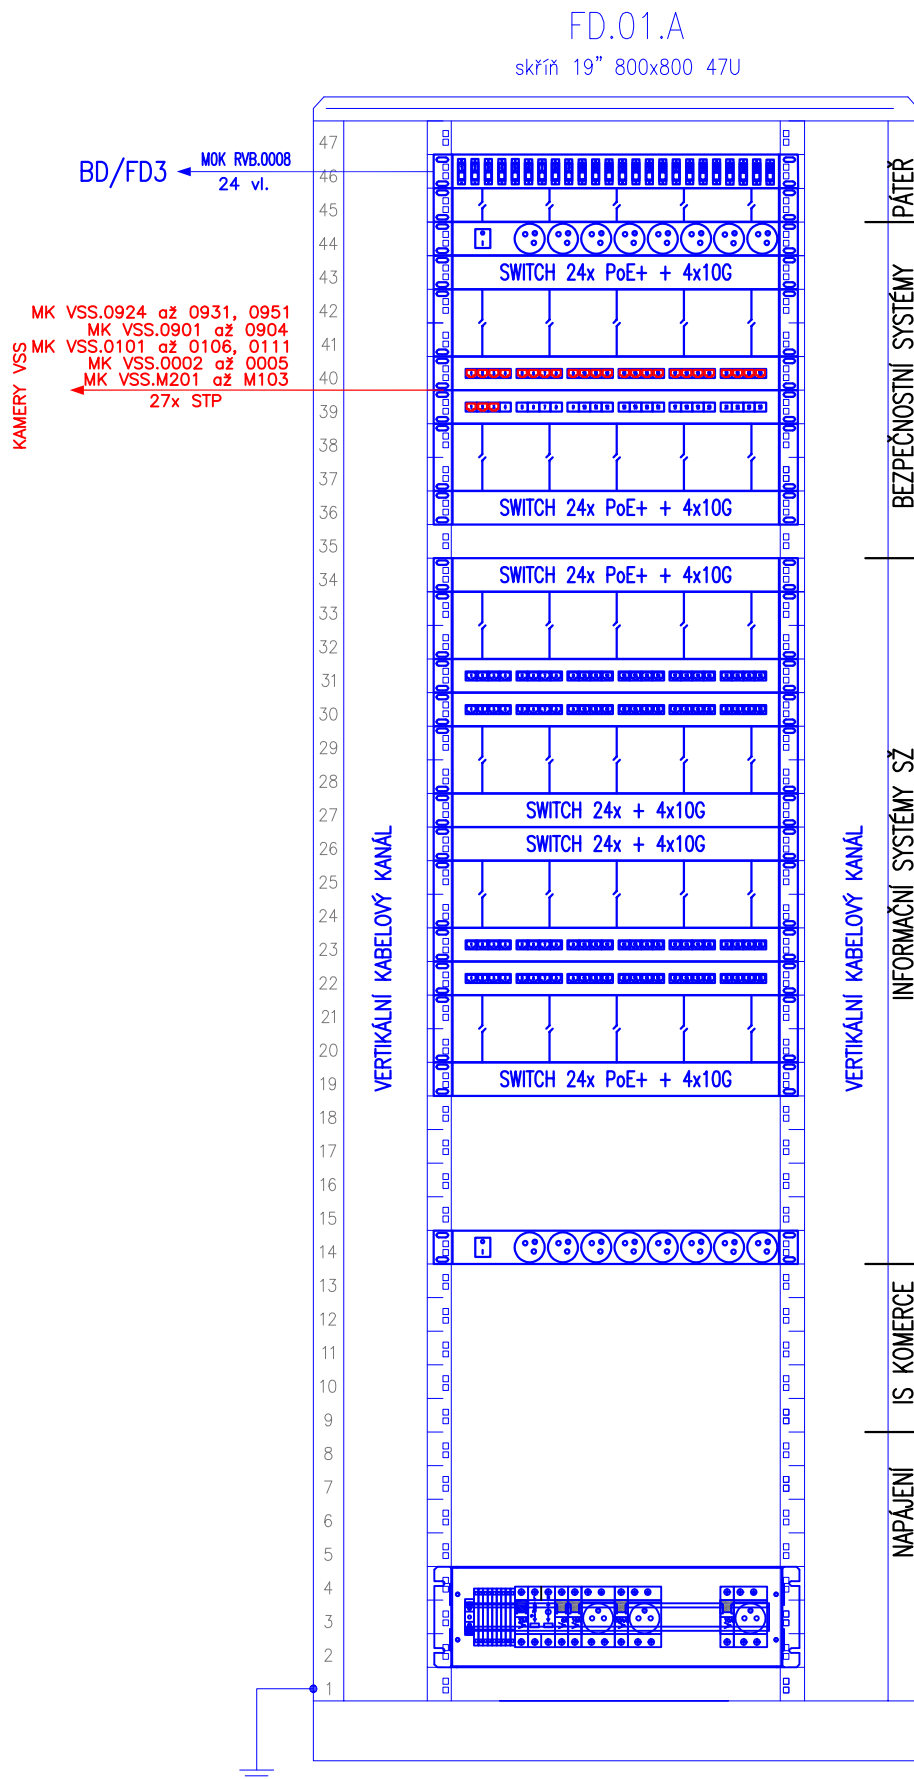 FD.01.A
skříň 19" 800x800 47U
47
MOK RVB.0008
BD/FD3
24 vl.
46
45
PÁTEŘ
44
43
SWITCH 24x PoE+ + 4x10G
42
41
40
39
38
37
36
SWITCH 24x PoE+ + 4x10G
35
BEZPEČNOSTNÍ SYSTÉMY
MK VSS.0924 až 0931, 0951
MK VSS.0901 až 0904
MK VSS.0101 až 0106, 0111
MK VSS.0002 až 0005
MK VSS.M201 až M103
27x STP
KAMERY VSS
34
SWITCH 24x PoE+ + 4x10G
33
32
31
30
29
28
27
SWITCH 24x + 4x10G
26
SWITCH 24x + 4x10G
25
24
23
22
21
20
19
SWITCH 24x PoE+ + 4x10G
18
17
16
15
14
VERTIKÁLNÍ KABELOVÝ KANÁL
VERTIKÁLNÍ KABELOVÝ KANÁL
INFORMAČNÍ SYSTÉMY SŽ
13
12
11
10
9
IS KOMERCE
8
7
6
5
4
3
2
1
NAPÁJENÍ